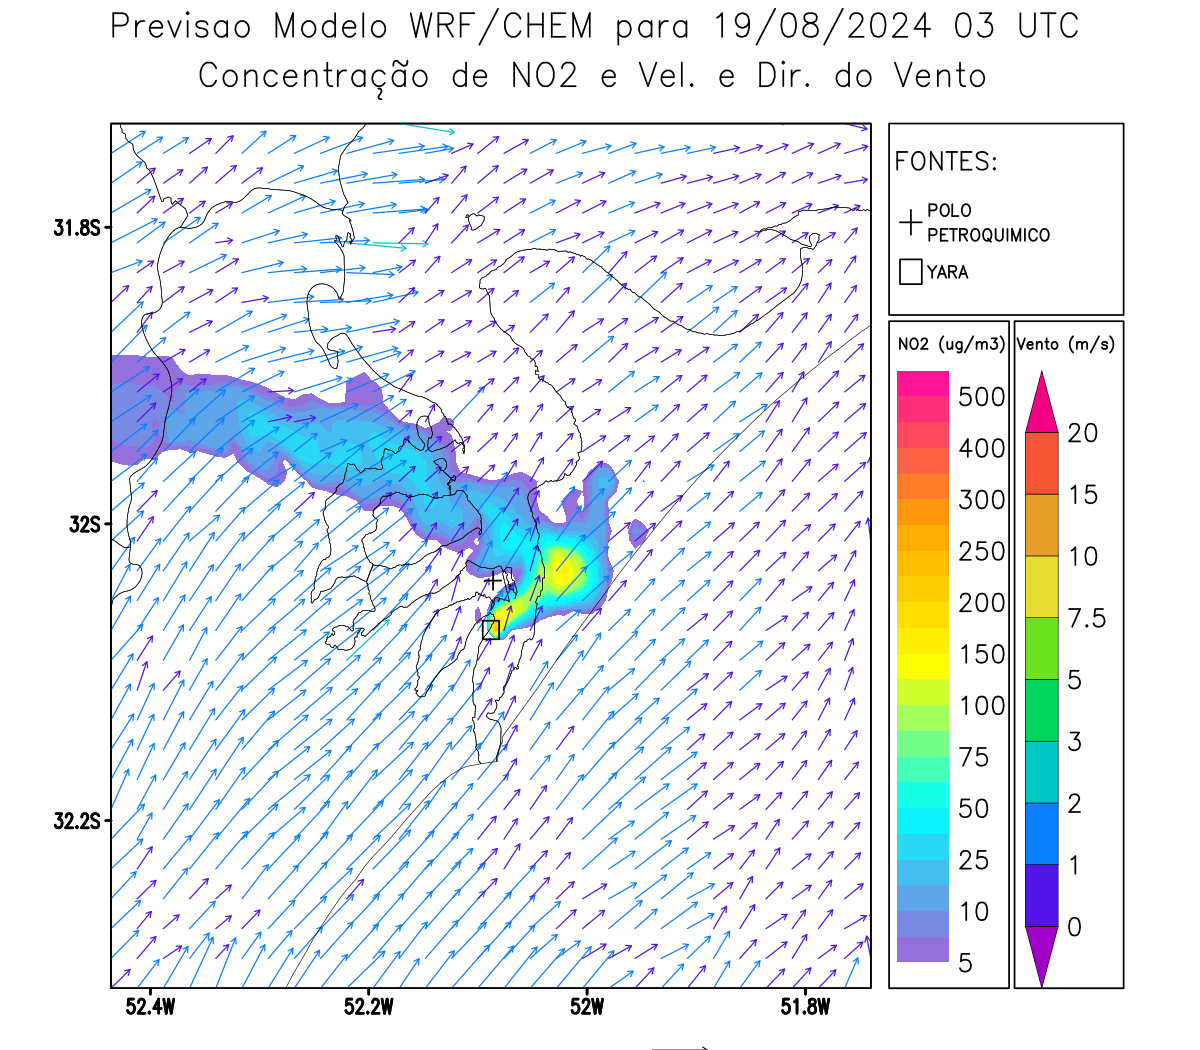 Previsao Modelo WRF/CHEM para 19/08/2024 03 UTC
Concentração de NO2 e Vel. e Dir. do Vento
FONTES:
POLO
PETROQUIMICO
YARA
NO2 (ug/m3)
500
400
300
250
200
150
100
75
50
25
10
5
Vento (m/s)
20
15
10
7.5
5
3
2
1
0
31.8S
32S
32.2S
52.4W
52.2W
52W
51.8W